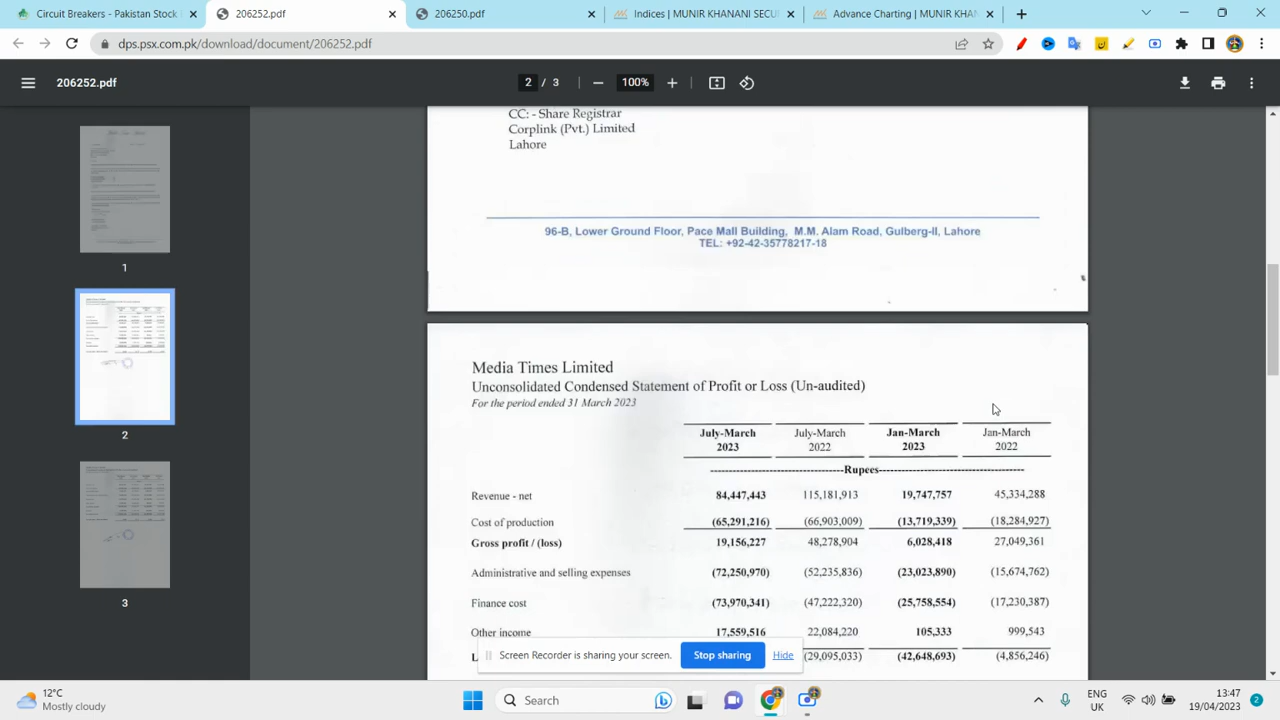 Circuit Breakers - Pakistan Stock
206252.pdf
206250.pdf
Indices | MUNIR KHANANI SECU
Advance Charting | MUNIR KHAN
dps.psx.com.pk/download/document/206252.pdf
206252.pdf
2 / 3
100%
1
2
3
CC: - Share Registrar
Corplink (Pvt.) Limited
Lahore
96-B, Lower Ground Floor, Pace Mall Building, M.M. Alam Road, Gulberg-II, Lahore
TEL: +92-42-35778217-18
Media Times Limited
Unconsolidated Condensed Statement of Profit or Loss (Un-audited)
For the period ended 31 March 2023
July-March 2023 July-March 2022 Jan-March 2023 Jan-March 2022
Rupees
Revenue - net 84,447,443 115,181,913 19,747,757 45,334,288
Cost of production (65,291,216) (66,903,009) (13,719,339) (18,284,927)
Gross profit / (loss) 19,156,227 48,278,904 6,028,418 27,049,361
Administrative and selling expenses (72,250,970) (52,235,836) (23,023,890) (15,674,762)
Finance cost (73,970,341) (47,222,320) (25,758,554) (17,230,387)
Other income 17,559,516 22,084,220 105,333 999,543
(29,095,033) (42,648,693) (4,856,246)
Screen Recorder is sharing your screen. Stop sharing Hide
12°C
Mostly cloudy
Search
ENG
UK
13:47
19/04/2023
2